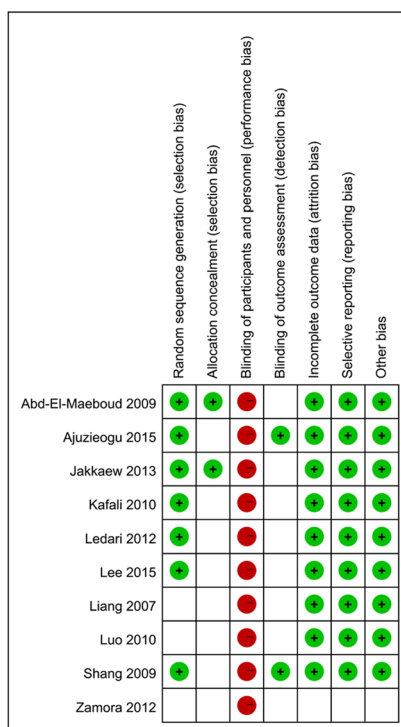 Random sequence generation (selection bias)
Allocation concealment (selection bias)
Blinding of participants and personnel (performance bias)
Blinding of outcome assessment (detection bias)
Incomplete outcome data (attrition bias)
Selective reporting (reporting bias)
Other bias
Abd-El-Maeboud 2009 + + - + + +
Ajuzieogu 2015 + - + + + +
Jakkaew 2013 + + - + + +
Kafali 2010 + - + + +
Ledari 2012 + - + + +
Lee 2015 + - + + +
Liang 2007 - + + +
Luo 2010 - + + +
Shang 2009 + - + + + +
Zamora 2012 -